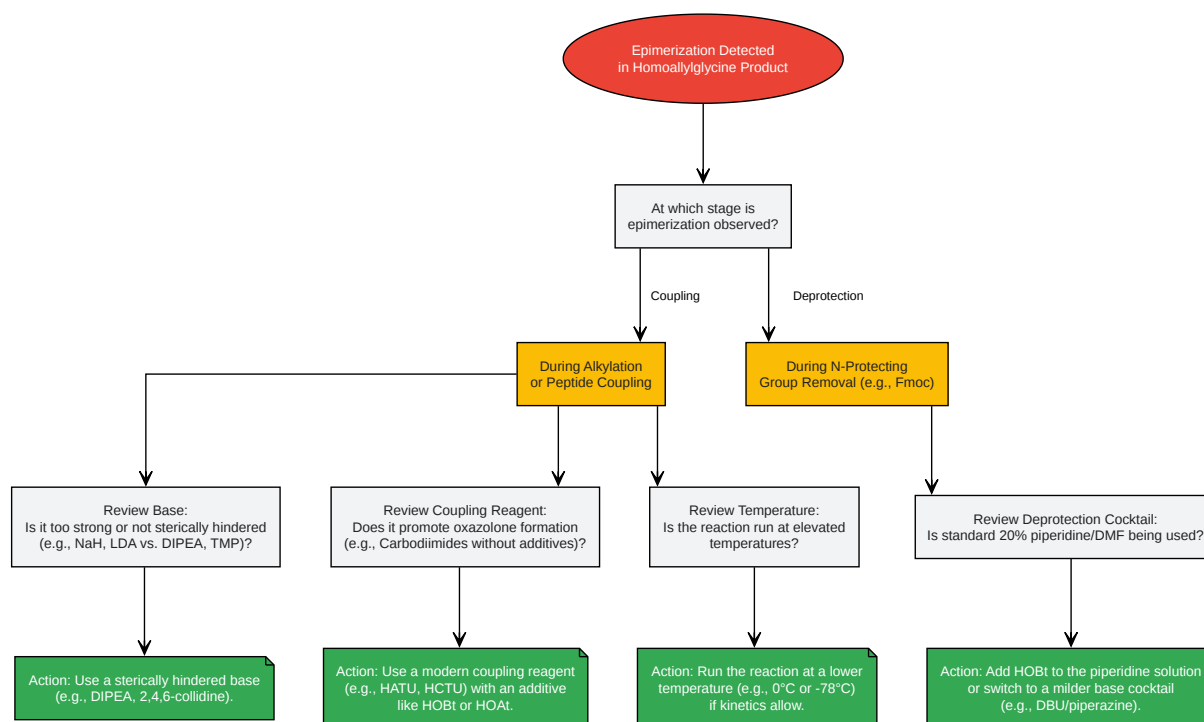 Epimerization Detected
in Homoallylglycine Product
At which stage is
epimerization observed?
Coupling
Deprotection
During Alkylation
or Peptide Coupling
During N-Protecting
Group Removal (e.g., Fmoc)
Review Base:
Is it too strong or not sterically hindered
(e.g., NaH, LDA vs. DIPEA, TMP)?
Review Coupling Reagent:
Does it promote oxazolone formation
(e.g., Carbodiimides without additives)?
Review Temperature:
Is the reaction run at elevated
temperatures?
Review Deprotection Cocktail:
Is standard 20% piperidine/DMF being used?
Action: Use a sterically hindered base
(e.g., DIPEA, 2,4,6-collidine).
Action: Use a modern coupling reagent
(e.g., HATU, HCTU) with an additive
like HOBt or HOAt.
Action: Run the reaction at a lower
temperature (e.g., 0°C or -78°C)
if kinetics allow.
Action: Add HOBt to the piperidine solution
or switch to a milder base cocktail
(e.g., DBU/piperazine).